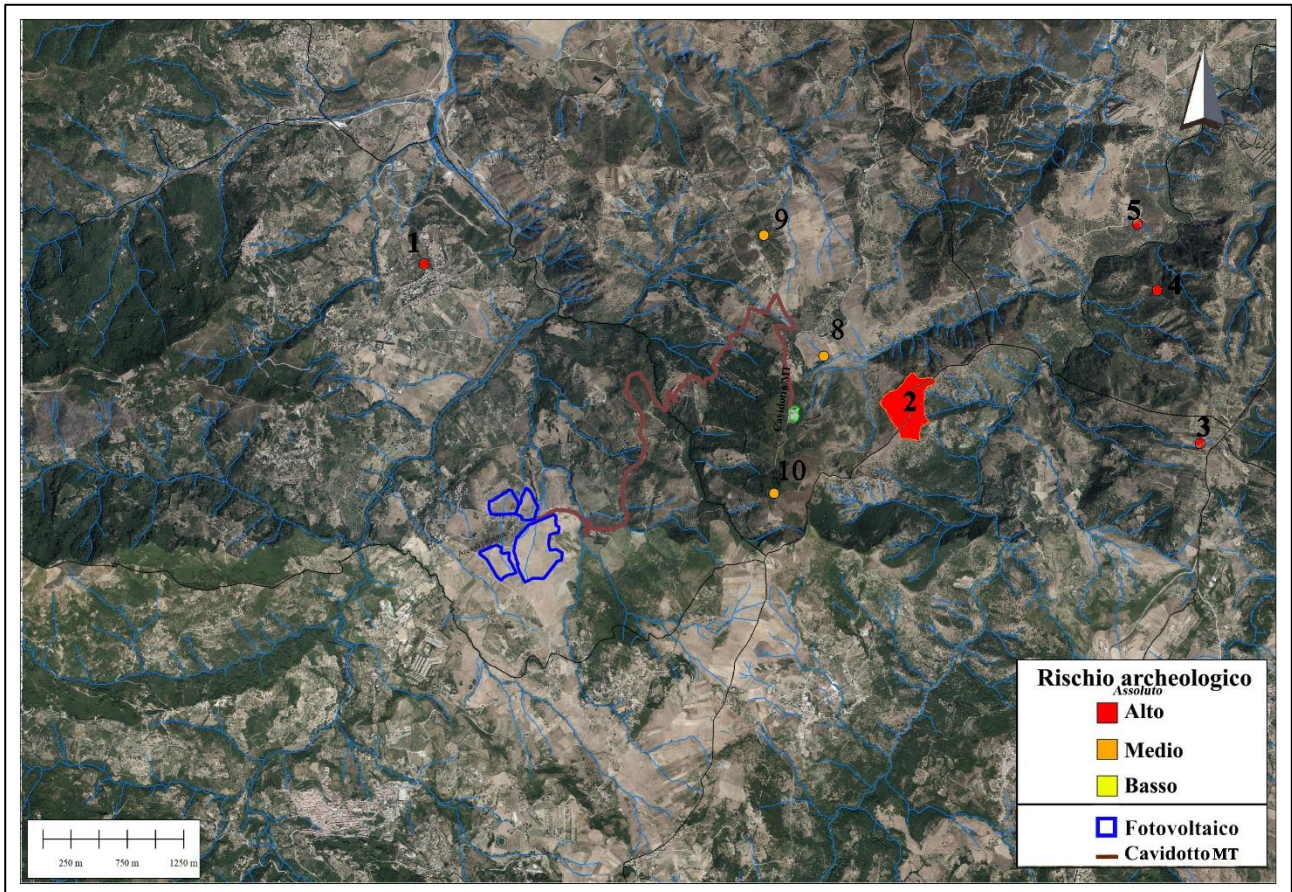 9
5
1
4
8
Cavidotto MT
2
3
10
Rischio archeologico
Assoluto
Alto
Medio
Basso
Fotovoltaico
Cavidotto MT
250 m 750 m 1250 m